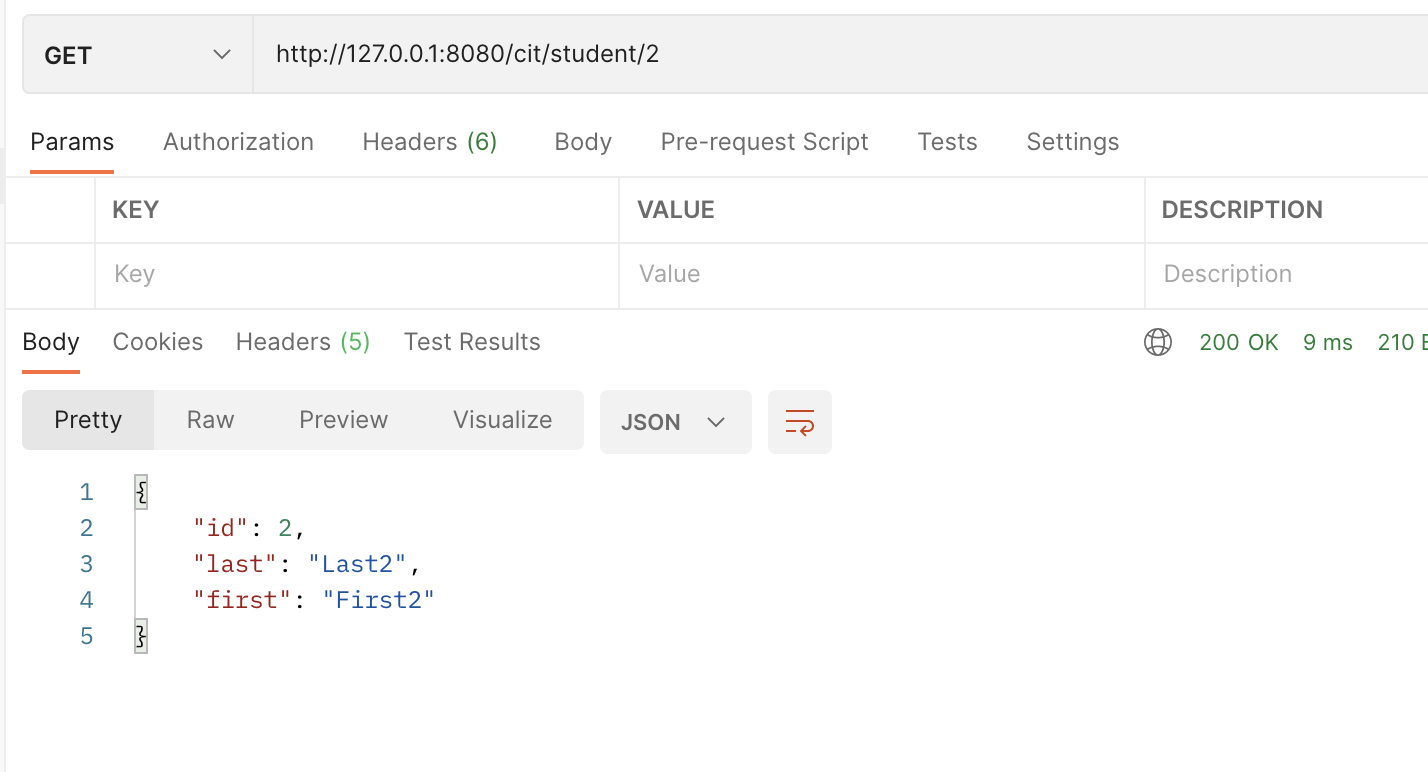 GET http://127.0.0.1:8080/cit/student/2
Params Authorization Headers (6) Body Pre-request Script Tests Settings
KEY VALUE DESCRIPTION
Key Value Description
Body Cookies Headers (5) Test Results 200 OK 9 ms 210
Pretty Raw Preview Visualize JSON
1 {
2 "id": 2,
3 "last": "Last2",
4 "first": "First2"
5 }